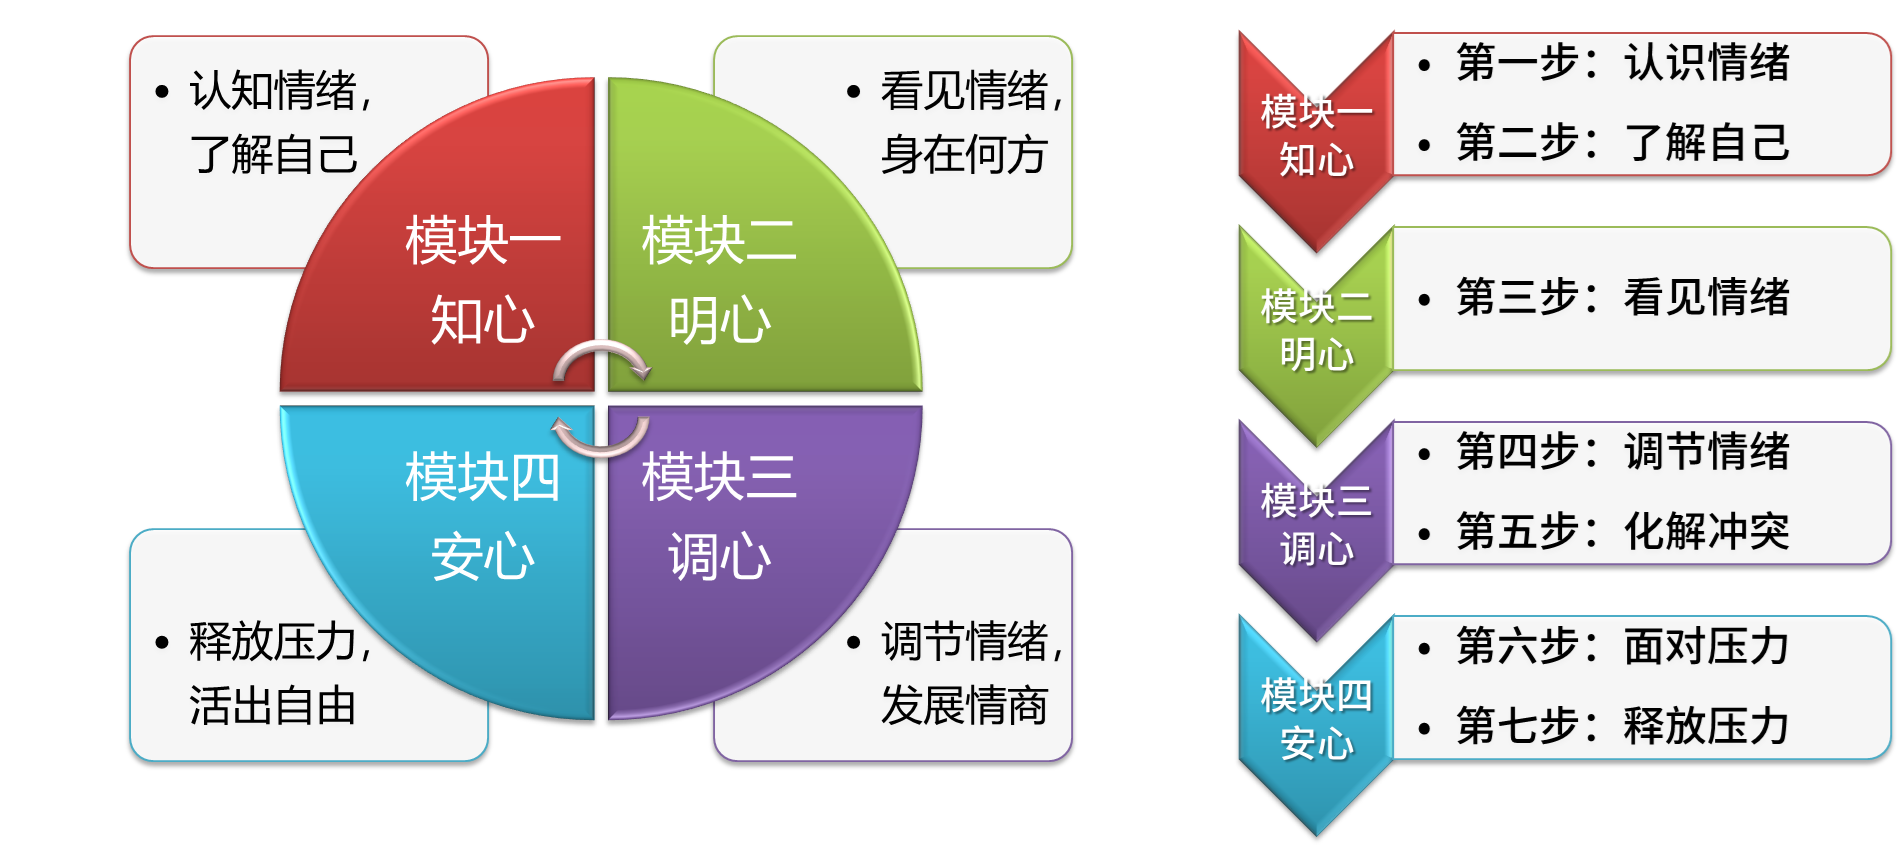 • 认知情绪，
了解自己
• 看见情绪，
身在何方
模块一
知心
模块二
明心
模块四
安心
模块三
调心
• 释放压力，
活出自由
• 调节情绪，
发展情商
模块一
知心
• 第一步：认识情绪
• 第二步：了解自己
模块二
明心
• 第三步：看见情绪
模块三
调心
• 第四步：调节情绪
• 第五步：化解冲突
模块四
安心
• 第六步：面对压力
• 第七步：释放压力